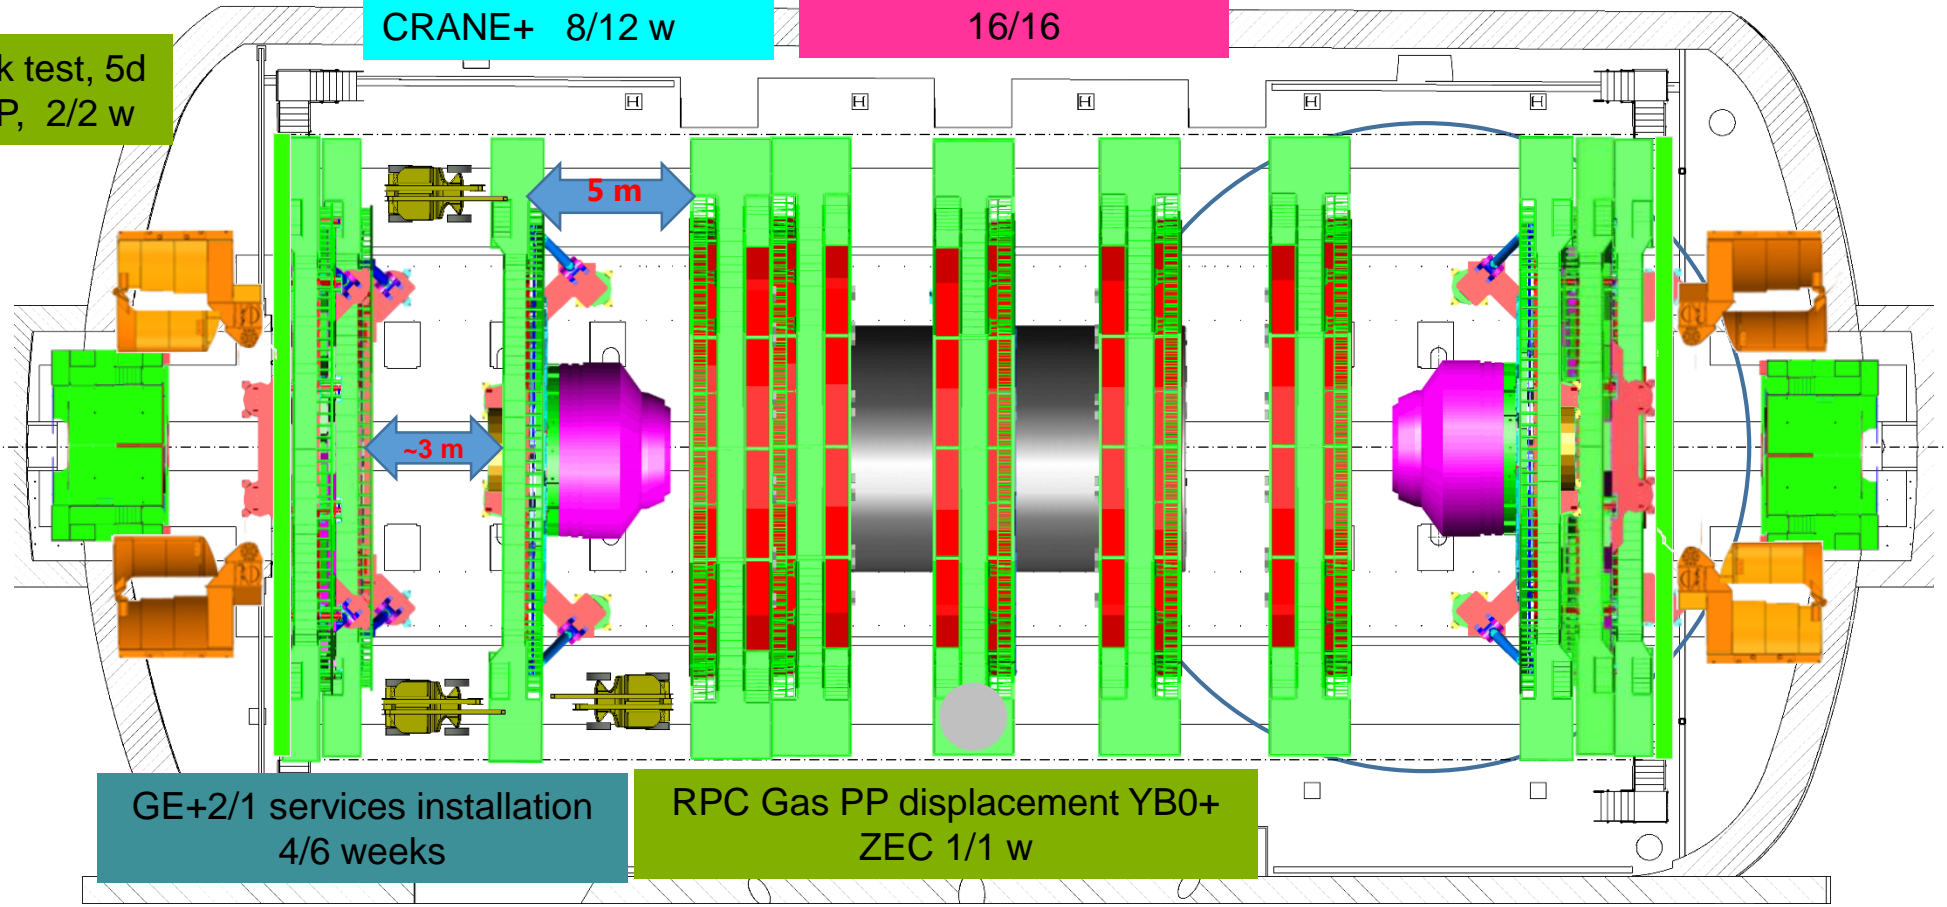 CRANE+ 8/12 w
16/16
k test, 5d
P, 2/2 w
H
H
H
H
H
5 m
~3 m
GE+2/1 services installation
4/6 weeks
RPC Gas PP displacement YB0+
ZEC 1/1 w